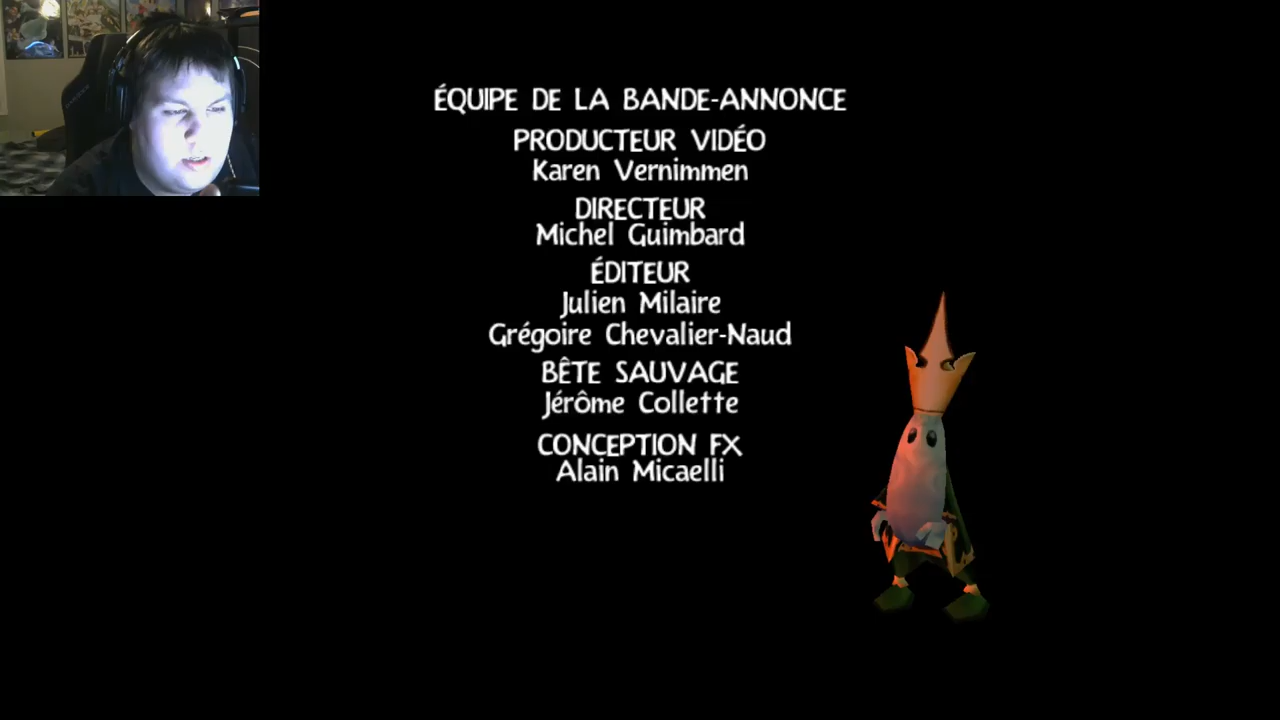 ÉQUIPE DE LA BANDE-ANNONCE
PRODUCTEUR VIDÉO
Karen Vernimmen
DIRECTEUR
Michel Guimbard
ÉDITEUR
Julien Milaire
Grégoire Chevalier-Naud
BÊTE SAUVAGE
Jérôme Collette
CONCEPTION FX
Alain Micaelli